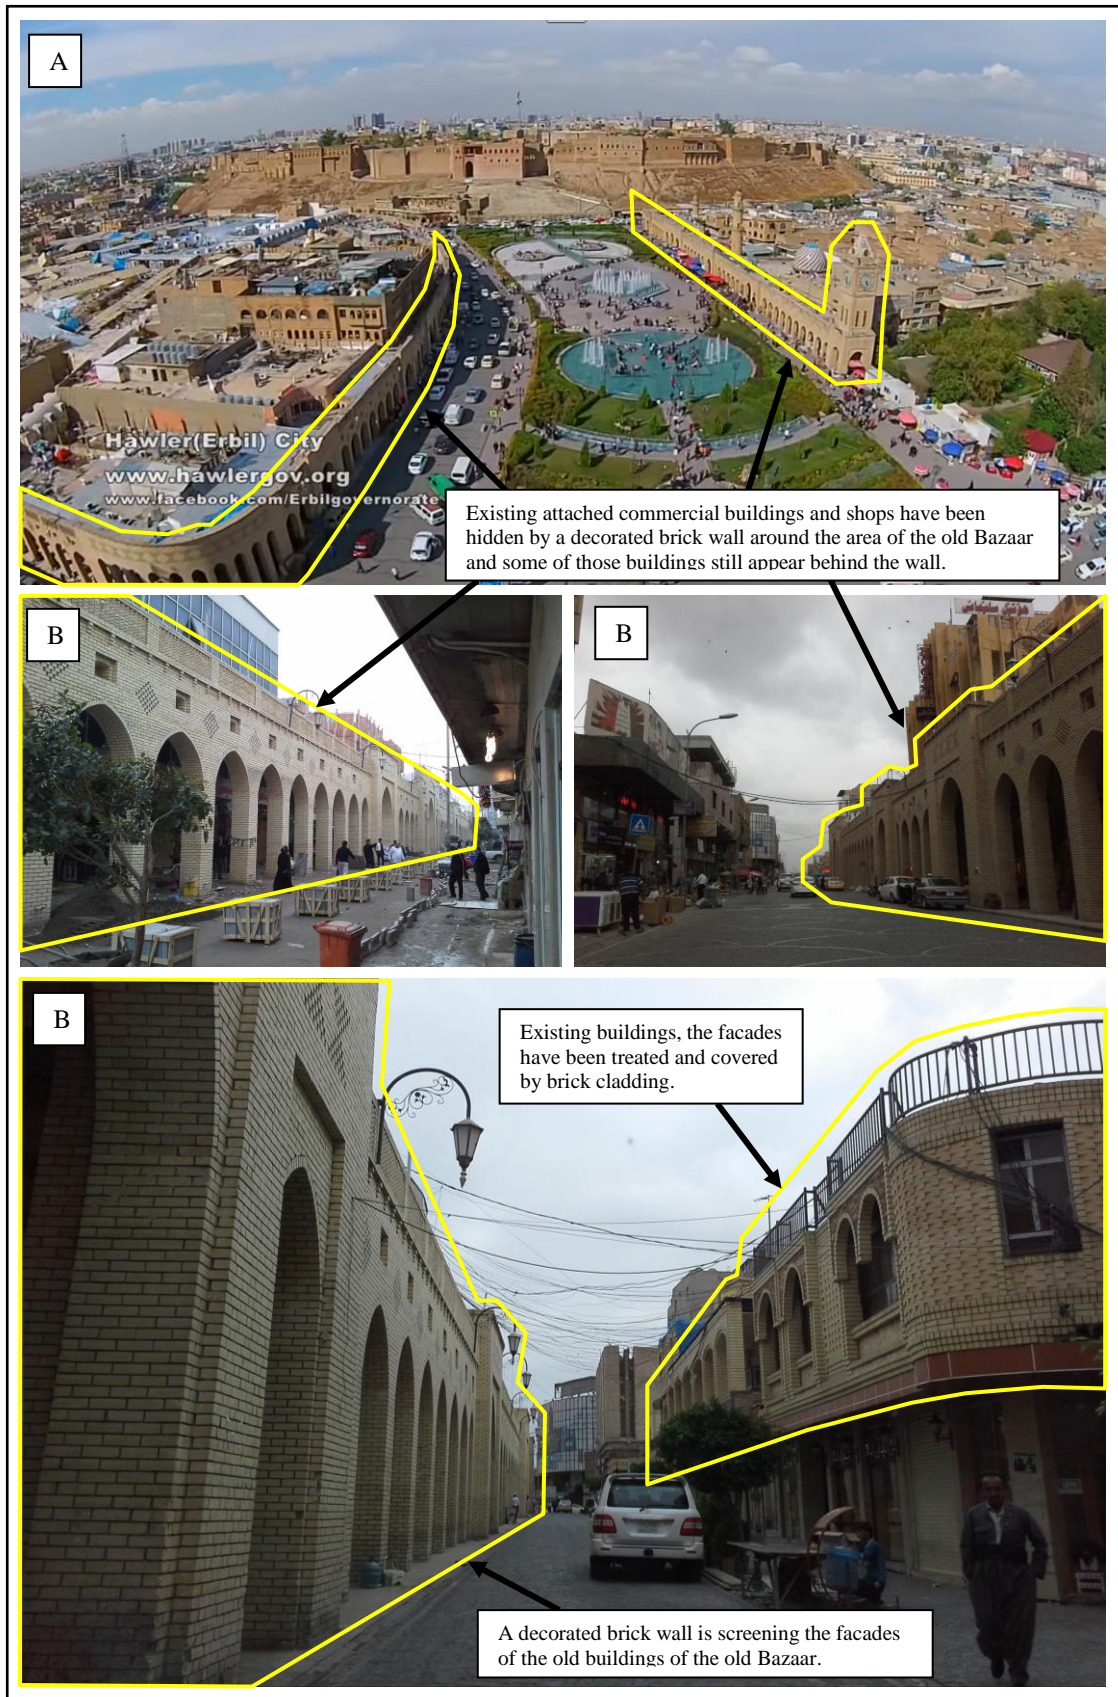 A
Hawler(Erbil) City
www.hawlergov.org
www.facebook.com/Erbilgovernorate
Existing attached commercial buildings and shops have been
hidden by a decorated brick wall around the area of the old Bazaar
and some of those buildings still appear behind the wall.
B
B
B
Existing buildings, the facades
have been treated and covered
by brick cladding.
A decorated brick wall is screening the facades
of the old buildings of the old Bazaar.